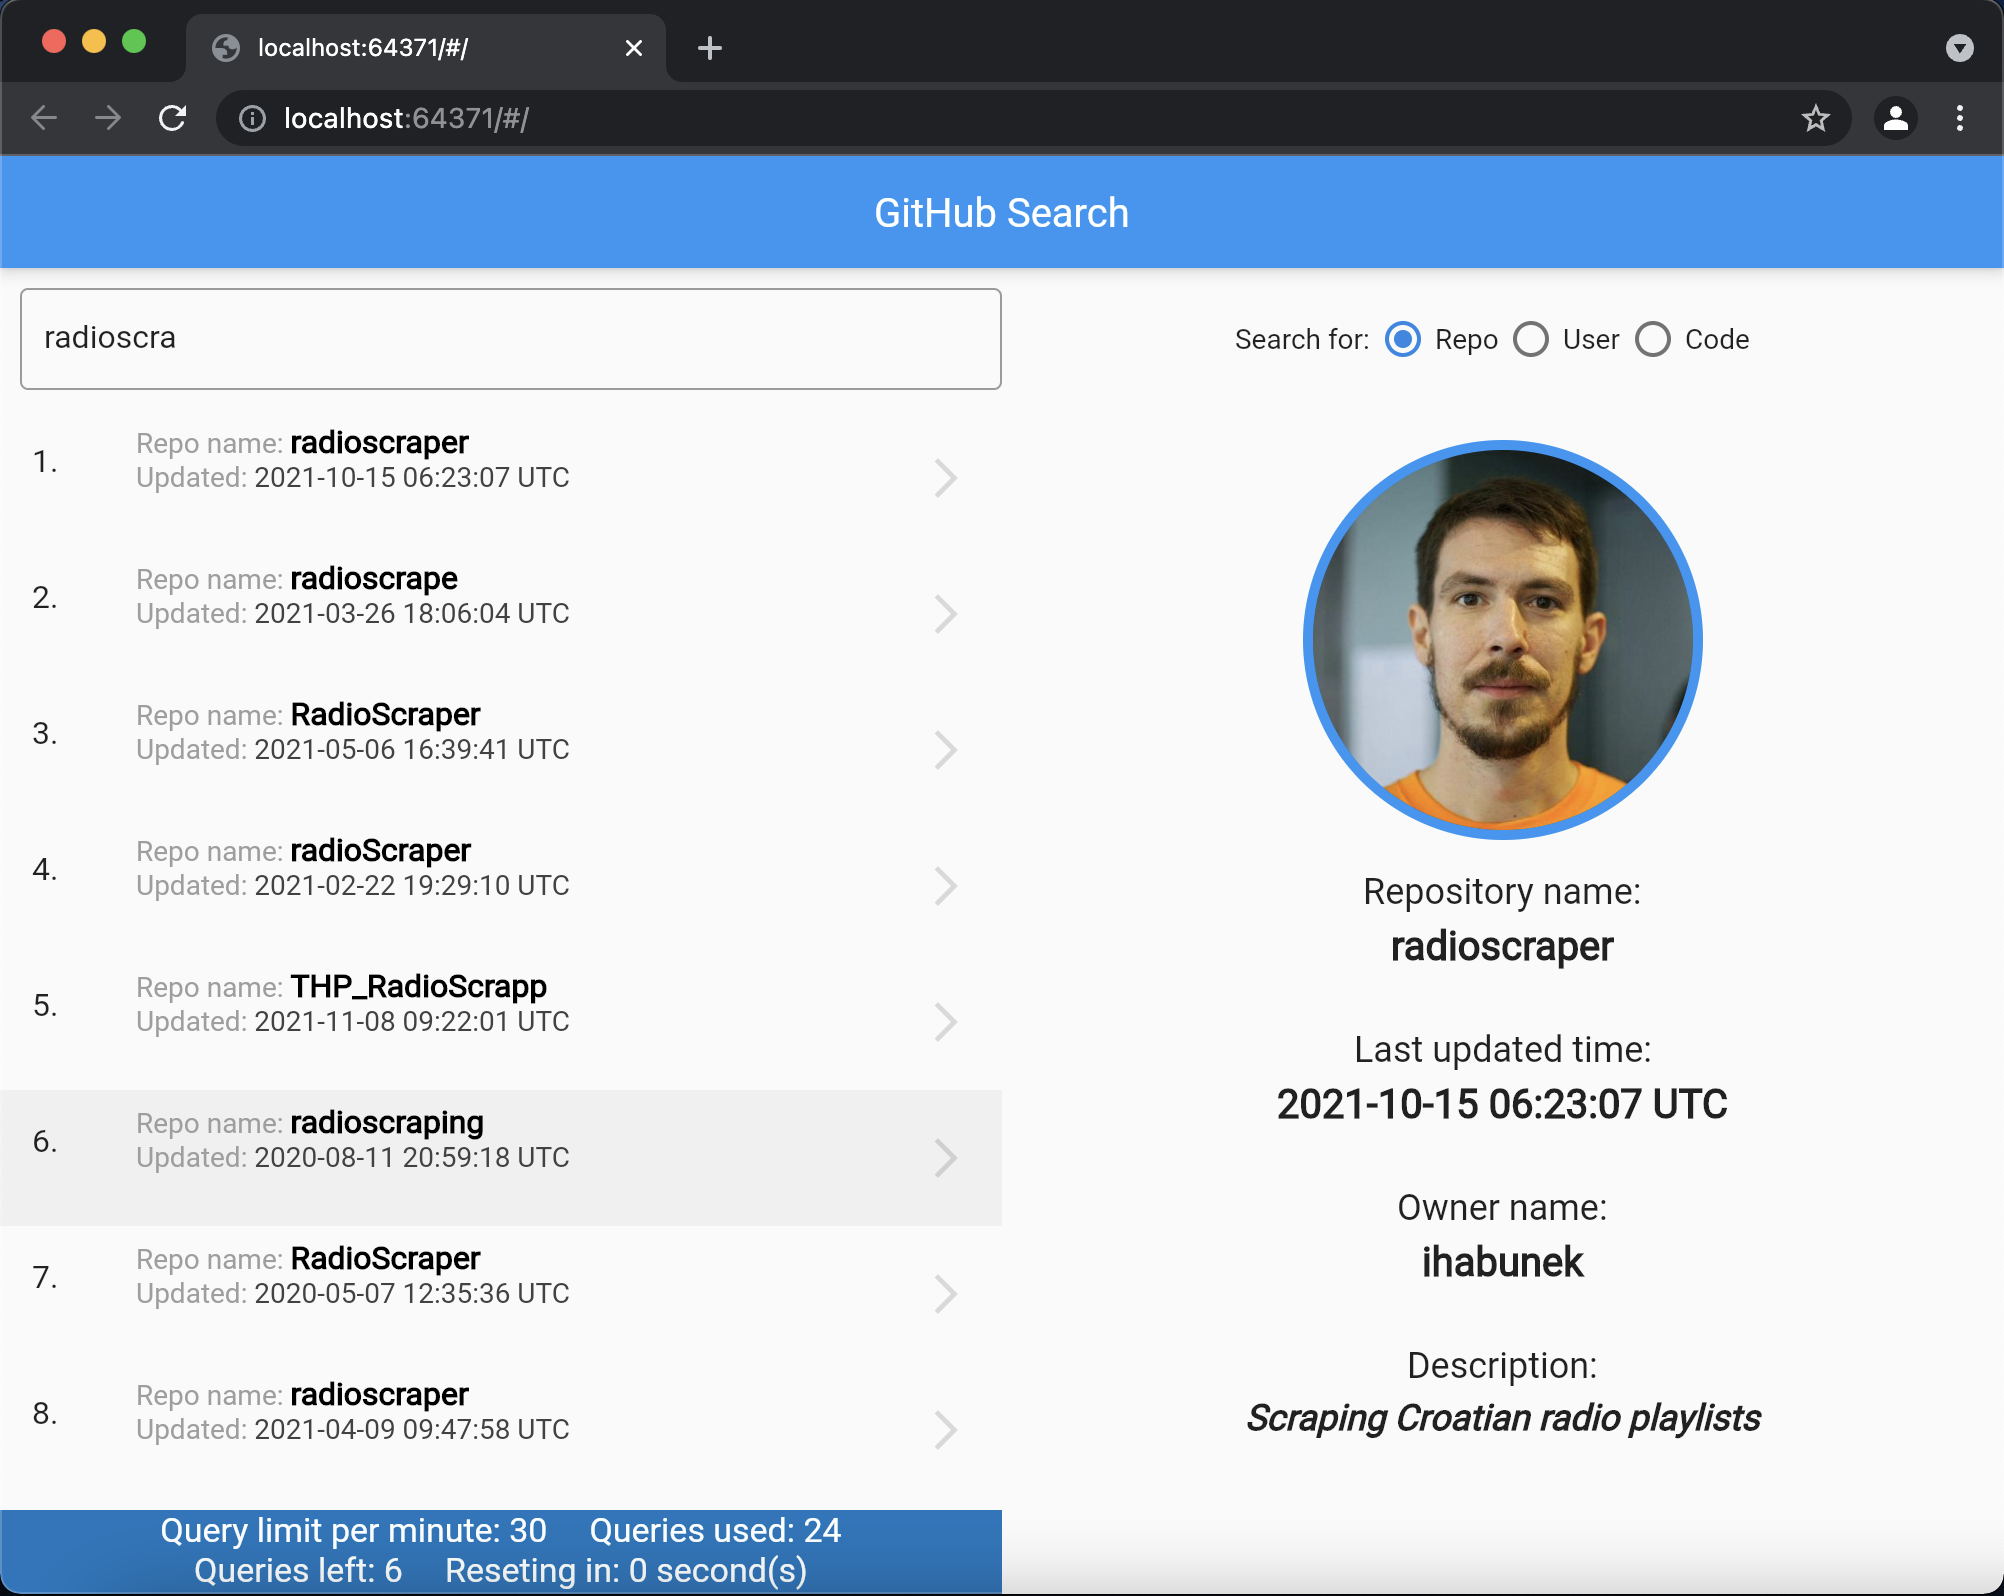 localhost:64371/#/
localhost:64371/#/
GitHub Search
radioscra
Search for: Repo User Code
1.
Repo name: radioscraper
Updated: 2021-10-15 06:23:07 UTC
2.
Repo name: radioscrape
Updated: 2021-03-26 18:06:04 UTC
3.
Repo name: RadioScraper
Updated: 2021-05-06 16:39:41 UTC
4.
Repo name: radioScraper
Updated: 2021-02-22 19:29:10 UTC
5.
Repo name: THP_RadioScrapp
Updated: 2021-11-08 09:22:01 UTC
6.
Repo name: radioscraping
Updated: 2020-08-11 20:59:18 UTC
7.
Repo name: RadioScraper
Updated: 2020-05-07 12:35:36 UTC
8.
Repo name: radioscraper
Updated: 2021-04-09 09:47:58 UTC
Query limit per minute: 30 Queries used: 24
Queries left: 6 Reseting in: 0 second(s)
Repository name:
radioscraper
Last updated time:
2021-10-15 06:23:07 UTC
Owner name:
ihabunek
Description:
Scraping Croatian radio playlists